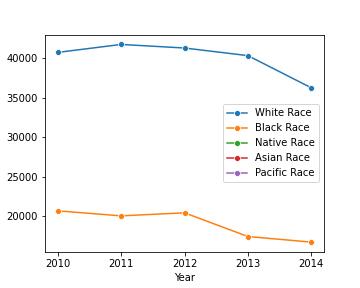 40000
35000
30000
25000
20000
White Race
Black Race
Native Race
Asian Race
Pacific Race
2010 2011 2012 2013 2014
Year